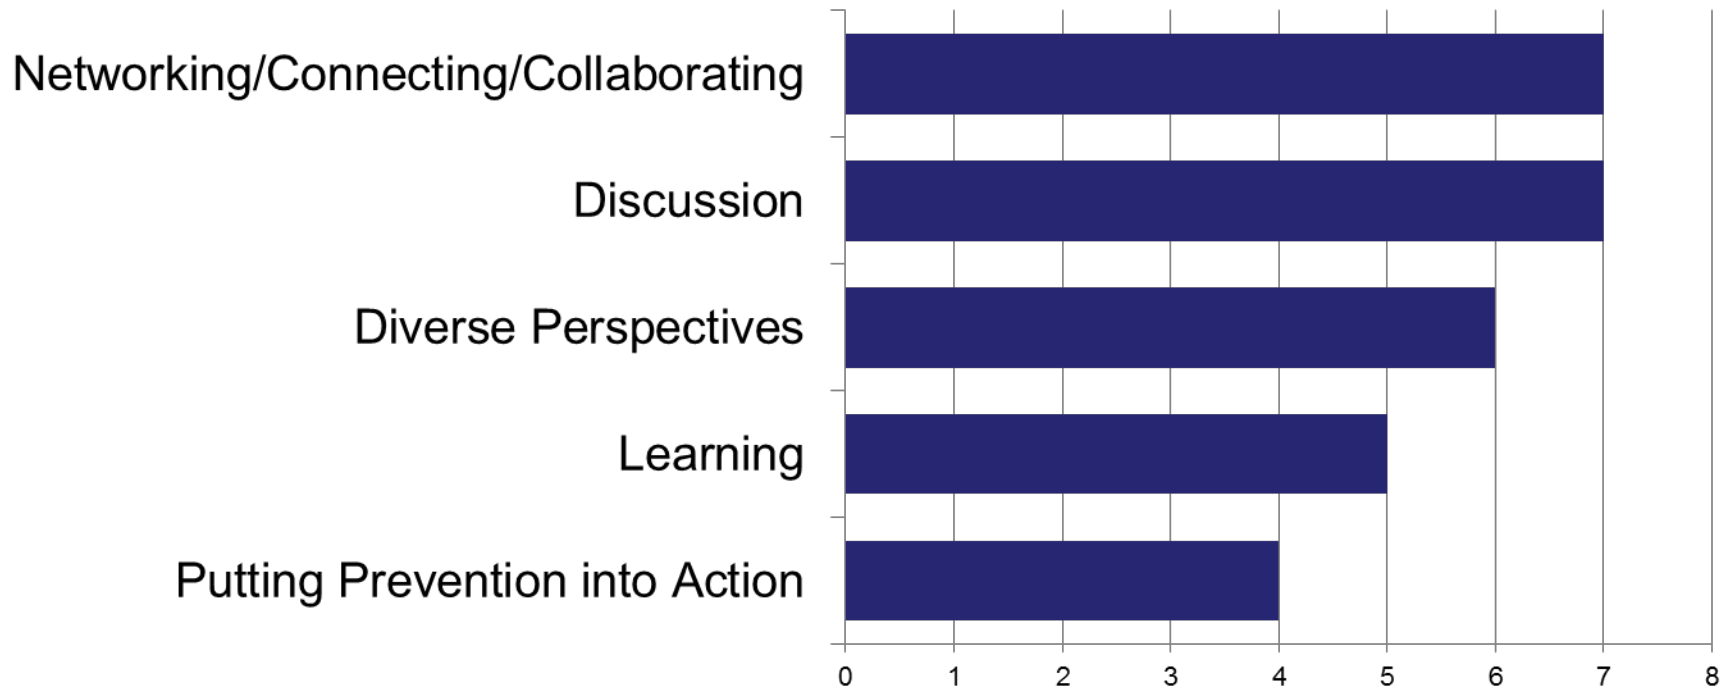 Networking/Connecting/Collaborating
Discussion
Diverse Perspectives
Learning
Putting Prevention into Action
0 1 2 3 4 5 6 7 8